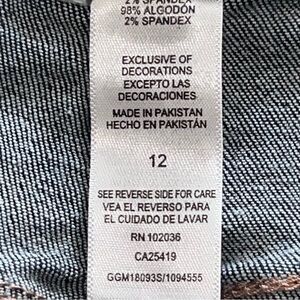 2% SPANDEX
98% ALGODÓN
2% SPANDEX
EXCLUSIVE OF
DECORATIONS
EXCEPTO LAS
DECORACIONES
MADE IN PAKISTAN
HECHO EN PAKISTÁN
12
SEE REVERSE SIDE FOR CARE
VEA EL REVERSO PARA
EL CUIDADO DE LAVAR
RN 102036
CA25419
GGM18093S/1094555